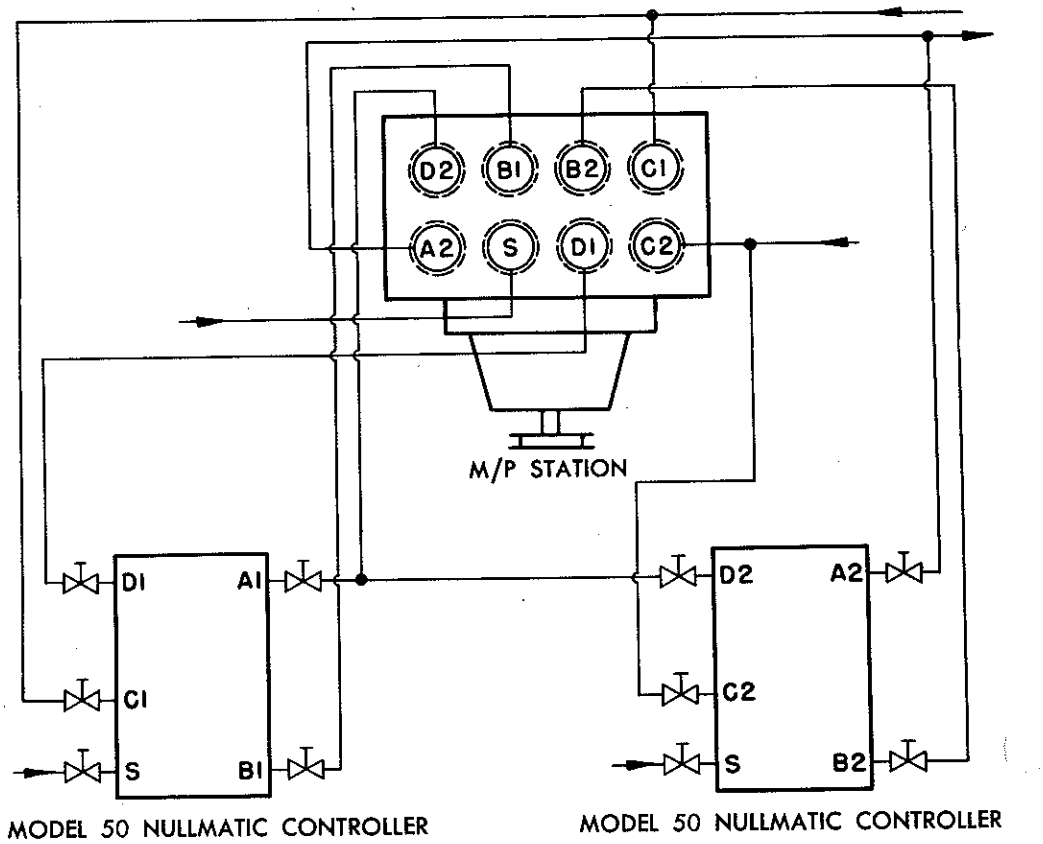 D2 B1 B2 C1
A2 S D1 C2
M/P STATION
D1 A1
C1
S B1
MODEL 50 NULLMATIC CONTROLLER
D2 A2
C2
S B2
MODEL 50 NULLMATIC CONTROLLER